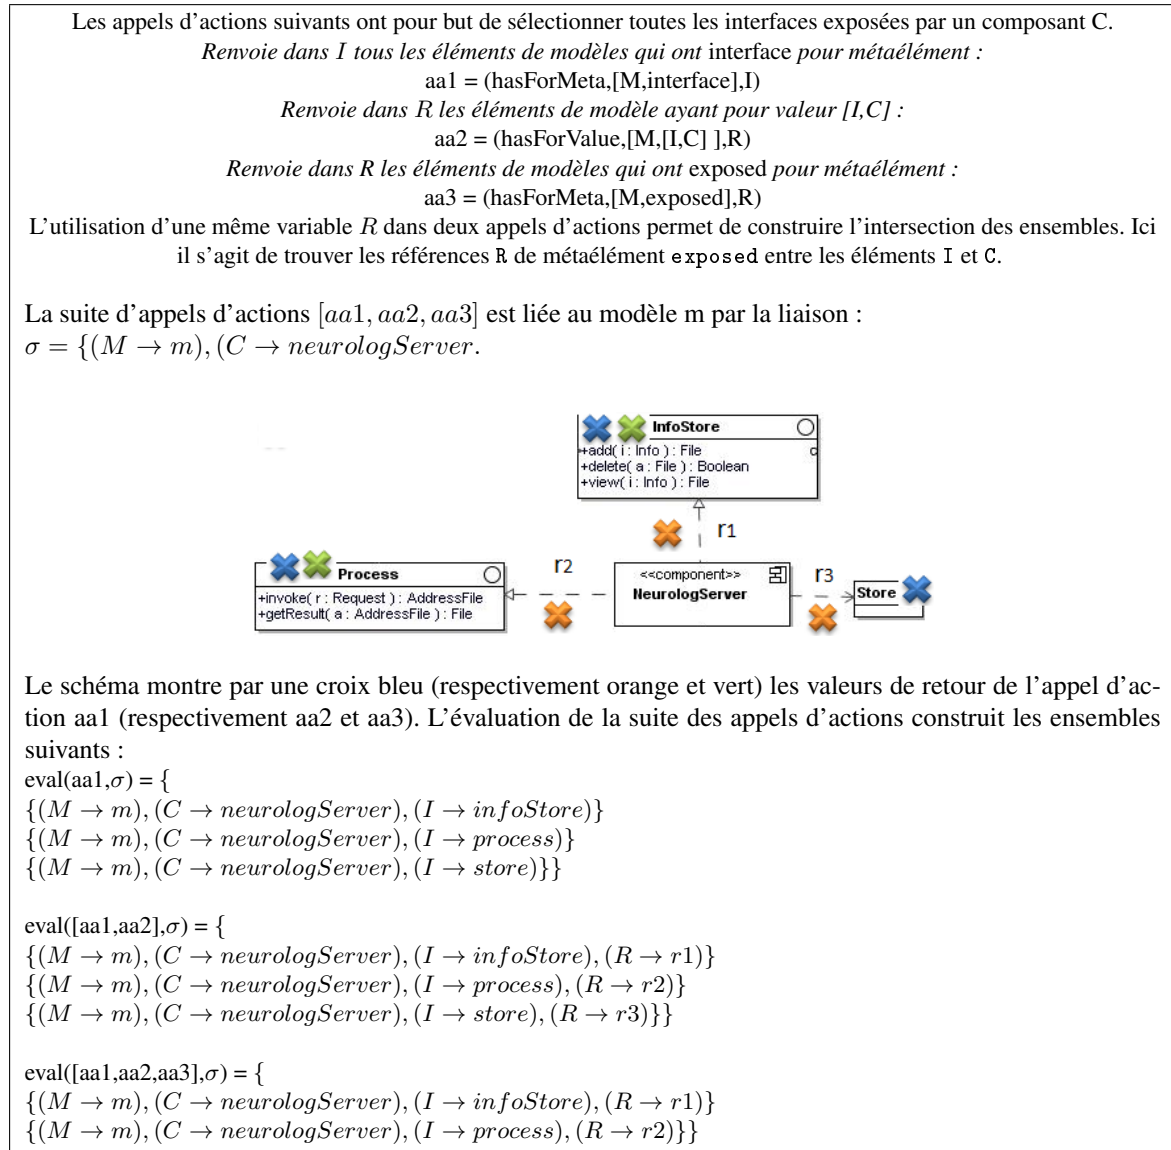 Les appels d'actions suivants ont pour but de sélectionner toutes les interfaces exposées par un composant C.
Renvoie dans I tous les éléments de modèles qui ont interface pour métaélément :
aa1 = (hasForMeta,[M,interface],I)
Renvoie dans R les éléments de modèle ayant pour valeur [I,C] :
aa2 = (hasForValue,[M,[I,C] ],R)
Renvoie dans R les éléments de modèles qui ont exposed pour métaélément :
aa3 = (hasForMeta,[M,exposed],R)
L'utilisation d'une même variable R dans deux appels d'actions permet de construire l'intersection des ensembles. Ici
il s'agit de trouver les références R de métaélément exposed entre les éléments I et C.
La suite d'appels d'actions [aa1, aa2, aa3] est liée au modèle m par la liaison :
σ = {(M → m), (C → neurologServer.
InfoStore
+add( i : Info ) : File
+delete( a : File ) : Boolean
+view( i : Info ) : File
r1
Process
+invoke( r : Request ) : AddressFile
+getResult( a : AddressFile ) : File
r2
<<component>>
NeurologServer
r3
Store
Le schéma montre par une croix bleu (respectivement orange et vert) les valeurs de retour de l'appel d'ac-
tion aa1 (respectivement aa2 et aa3). L'évaluation de la suite des appels d'actions construit les ensembles
suivants :
eval(aa1,σ) = {
{(M → m), (C → neurologServer), (I → infoStore)}
{(M → m), (C → neurologServer), (I → process)}
{(M → m), (C → neurologServer), (I → store)}}
eval([aa1,aa2],σ) = {
{(M → m), (C → neurologServer), (I → infoStore), (R → r1)}
{(M → m), (C → neurologServer), (I → process), (R → r2)}
{(M → m), (C → neurologServer), (I → store), (R → r3)}}
eval([aa1,aa2,aa3],σ) = {
{(M → m), (C → neurologServer), (I → infoStore), (R → r1)}
{(M → m), (C → neurologServer), (I → process), (R → r2)}}